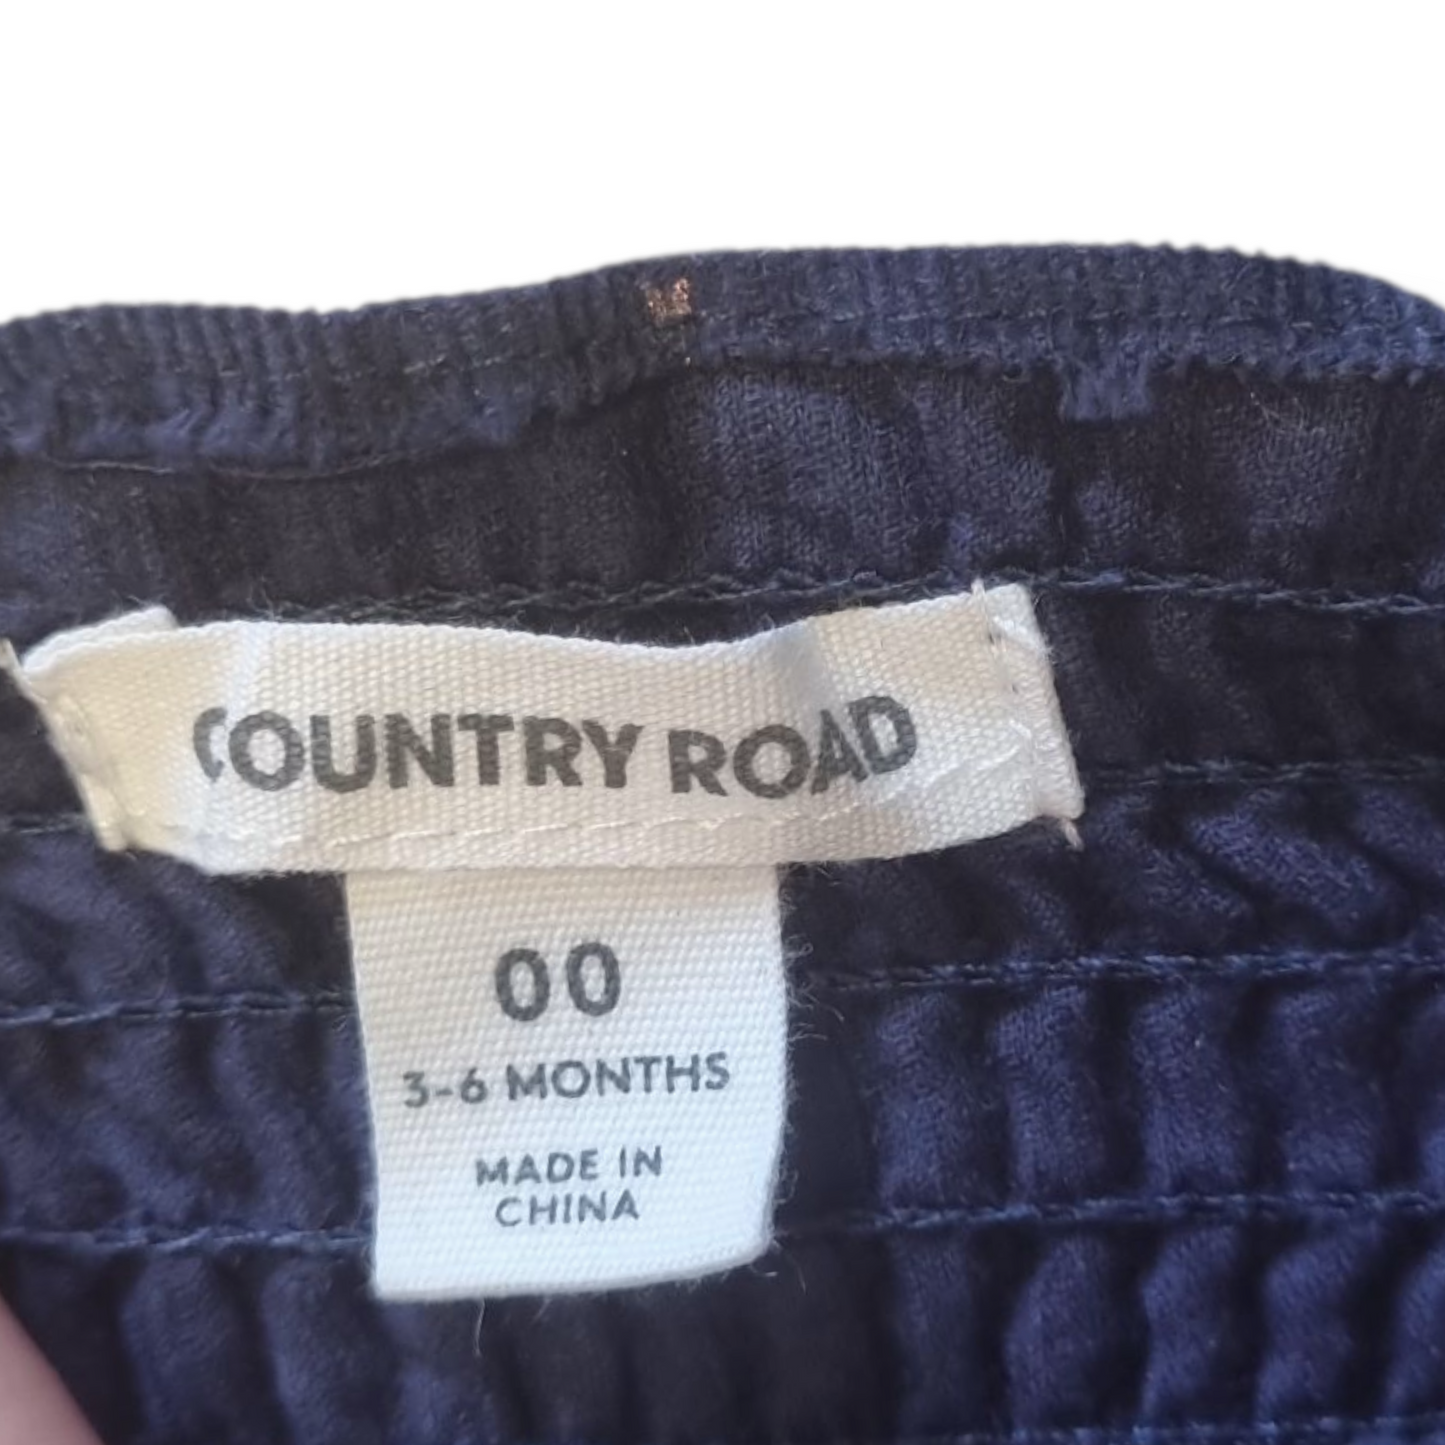 COUNTRY ROAD
00
3-6 MONTHS
MADE IN
CHINA